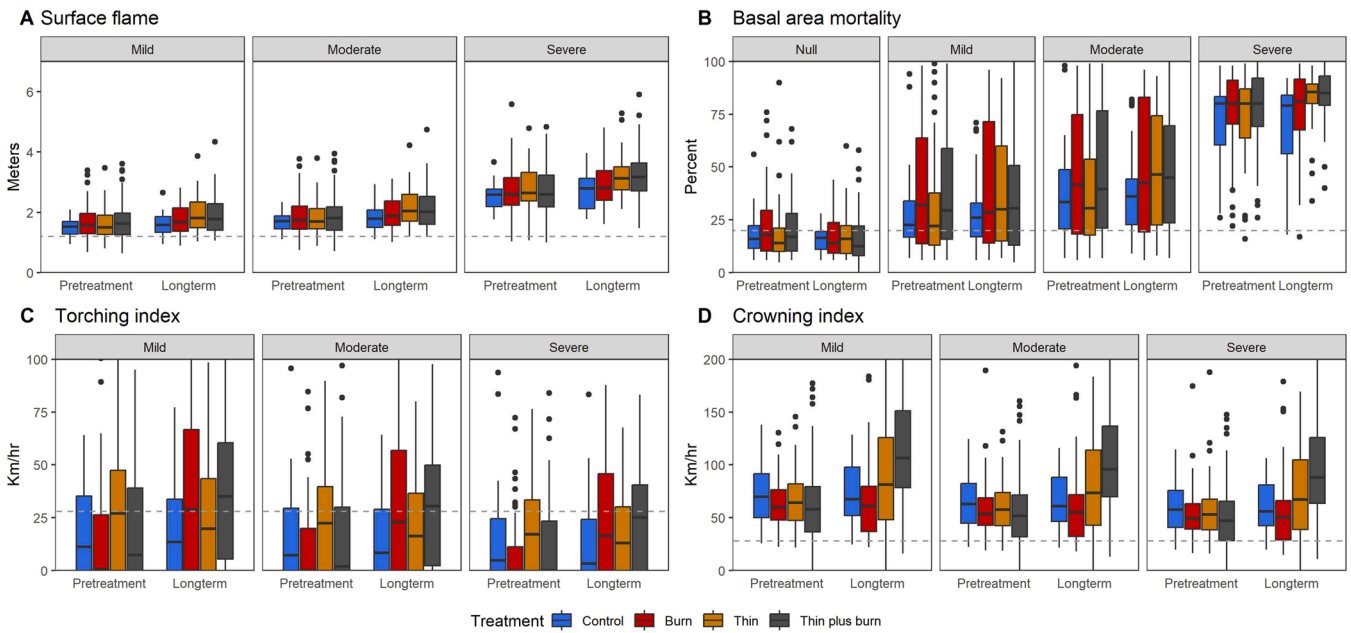 A Surface flame
Mild Moderate Severe
Meters
6
4
2
0
Pretreatment Longterm Pretreatment Longterm Pretreatment Longterm
B Basal area mortality
Null Mild Moderate Severe
Percent
100
75
50
25
0
Pretreatment Longterm Pretreatment Longterm Pretreatment Longterm Pretreatment Longterm
C Torching index
Mild Moderate Severe
Km/hr
100
75
50
25
0
Pretreatment Longterm Pretreatment Longterm Pretreatment Longterm
D Crowning index
Mild Moderate Severe
Km/hr
200
150
100
50
0
Pretreatment Longterm Pretreatment Longterm Pretreatment Longterm
Treatment Control Burn Thin Thin plus burn